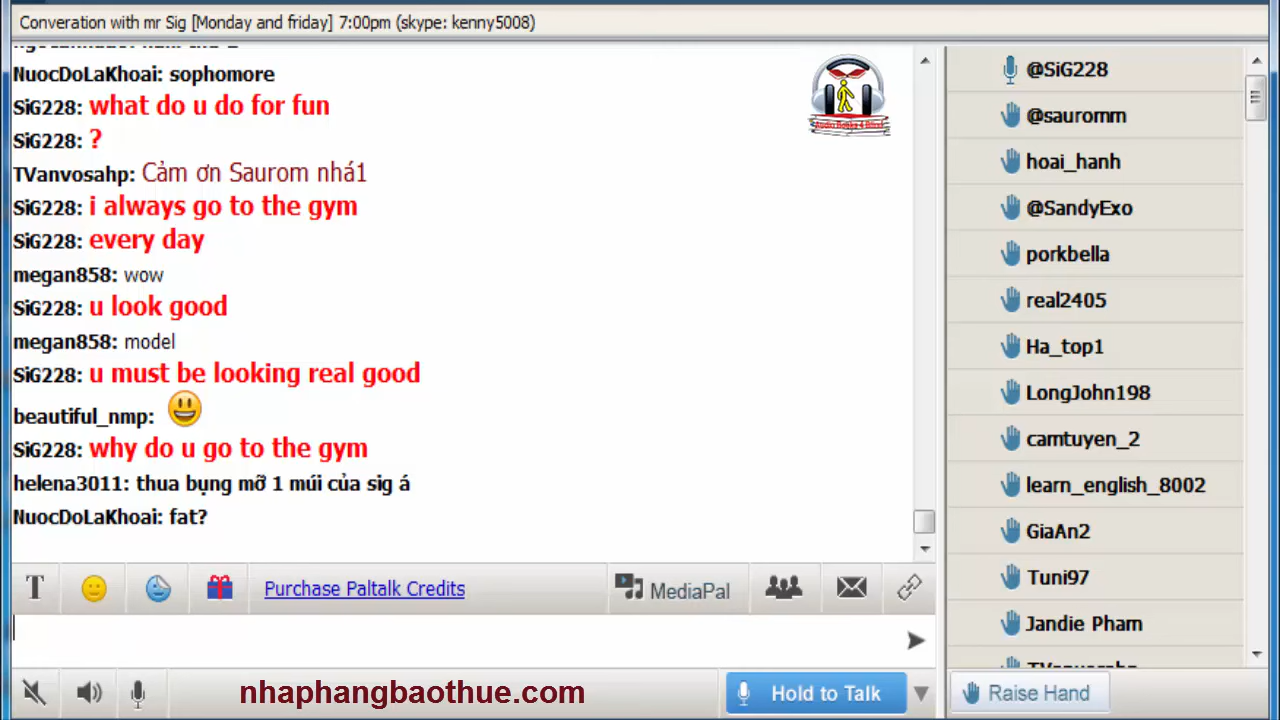 Converation with mr Sig [Monday and friday] 7:00pm (skype: kenny5008)
NuocDoLaKhoai: sophomore
SiG228: what do u do for fun
SiG228: ?
TVanvosahp: Cảm ơn Saurom nhá1
SiG228: i always go to the gym
SiG228: every day
megan858: wow
SiG228: u look good
megan858: model
SiG228: u must be looking real good
beautiful_nmp:
SiG228: why do u go to the gym
helena3011: thua bụng mỡ 1 múi của sig á
NuocDoLaKhoai: fat?
T
Purchase Paltalk Credits
MediaPal
nhaphangbaothue.com
Hold to Talk
@SiG228
@sauromm
hoai_hanh
@SandyExo
porkbella
real2405
Ha_top1
LongJohn198
camtuyen_2
learn_english_8002
GiaAn2
Tuni97
Jandie Pham
Raise Hand